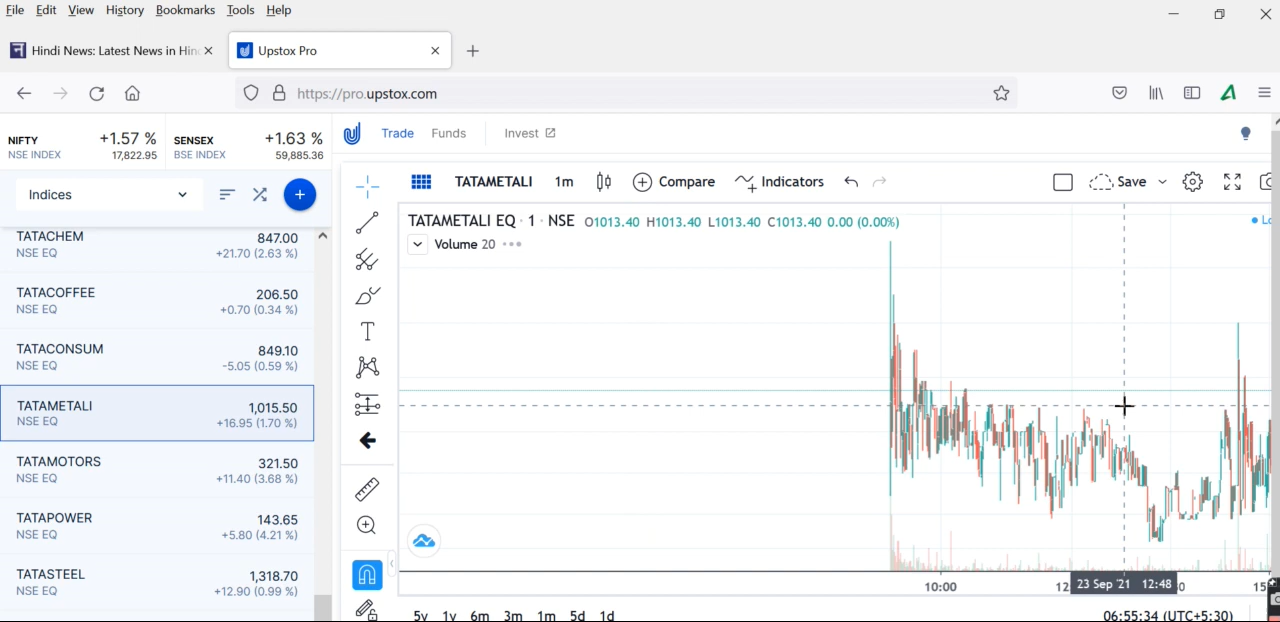 File Edit View History Bookmarks Tools Help
Hindi News: Latest News in Hin
Upstox Pro
https://pro.upstox.com
NIFTY +1.57 % SENSEX +1.63 %
NSE INDEX 17,822.95 BSE INDEX 59,885.36
Trade Funds Invest
Indices
TATACHEM 847.00
NSE EQ +21.70 (2.63 %)
TATACOFFEE 206.50
NSE EQ +0.70 (0.34 %)
TATACONSUM 849.10
NSE EQ -5.05 (0.59 %)
TATAMETALI 1,015.50
NSE EQ +16.95 (1.70 %)
TATAMOTORS 321.50
NSE EQ +11.40 (3.68 %)
TATAPOWER 143.65
NSE EQ +5.80 (4.21 %)
TATASTEEL 1,318.70
NSE EQ +12.90 (0.99 %)
TATAMETALI 1m Compare Indicators Save
TATAMETALI EQ · 1 · NSE O1013.40 H1013.40 L1013.40 C1013.40 0.00 (0.00%)
Volume 20
10:00 23 Sep '21 12:48
5y 1y 6m 3m 1m 5d 1d 06:55:34 (UTC+5:30)